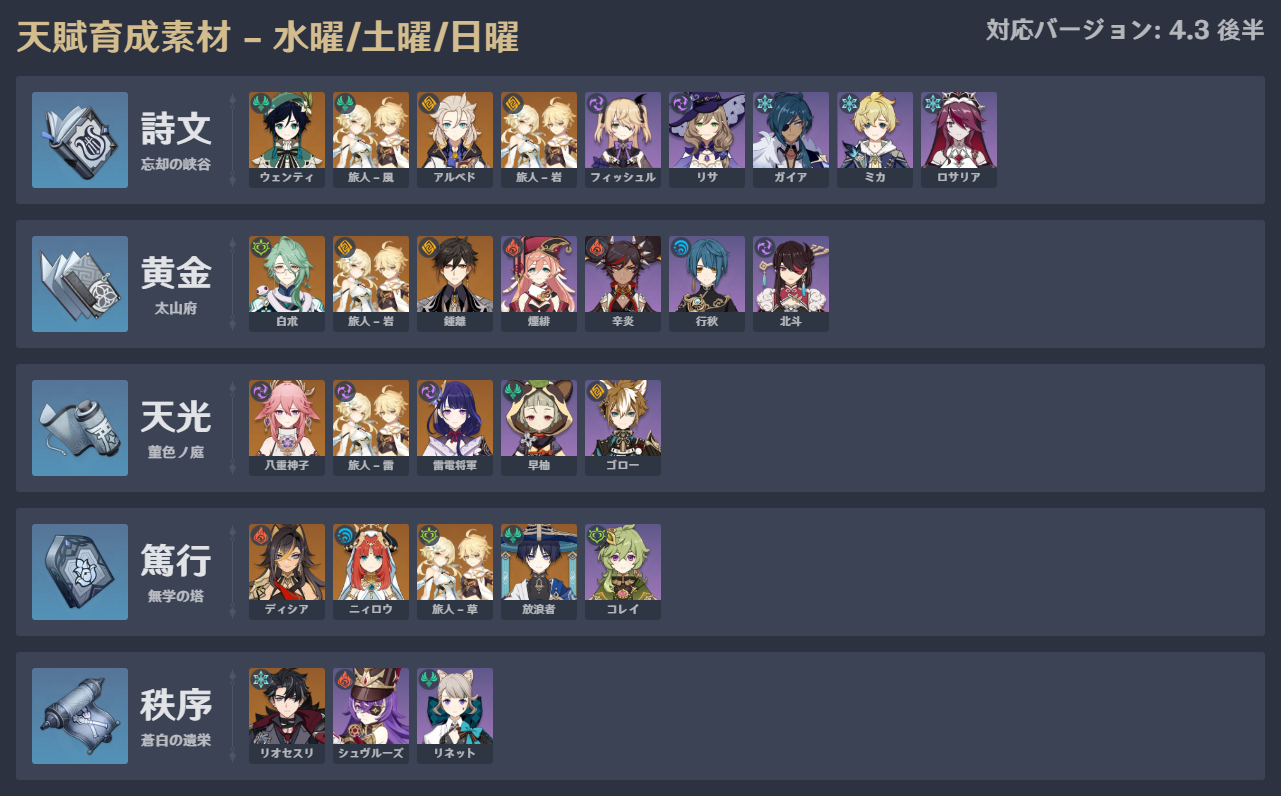 天賦育成素材 – 水曜/土曜/日曜
対応バージョン: 4.3 後半
詩文
忘却の峡谷
ウェンティ
旅人 – 風
アルベド
旅人 – 岩
フィッシュル
リサ
ガイア
ミカ
ロサリア
黄金
太山府
白朮
旅人 – 岩
鍾離
煙緋
辛炎
行秋
北斗
天光
菫色ノ庭
八重神子
旅人 – 雷
雷電将軍
早柚
ゴロー
篤行
無学の塔
ディシア
ニィロウ
旅人 – 草
放浪者
コレイ
秩序
蒼白の遺栄
リオセスリ
シュヴルーズ
リネット